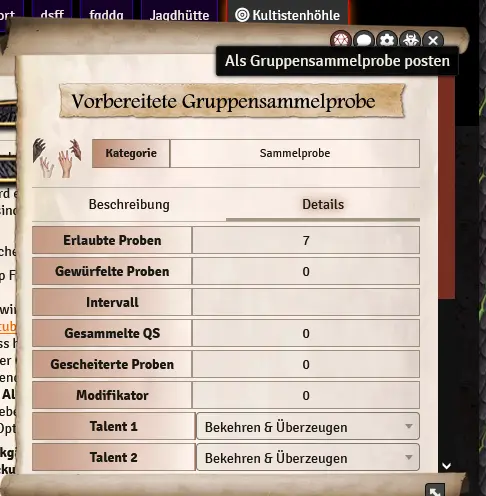 ort dsff fgddg Jagdhütte Kultistenhöhle
Als Gruppensammelprobe posten
Vorbereitete Gruppensammelprobe
Kategorie Sammelprobe
Beschreibung Details
Erlaubte Proben 7
Gewürfelte Proben 0
Intervall
Gesammelte QS 0
Gescheiterte Proben 0
Modifikator 0
Talent 1 Bekehren & Überzeugen
Talent 2 Bekehren & Überzeugen